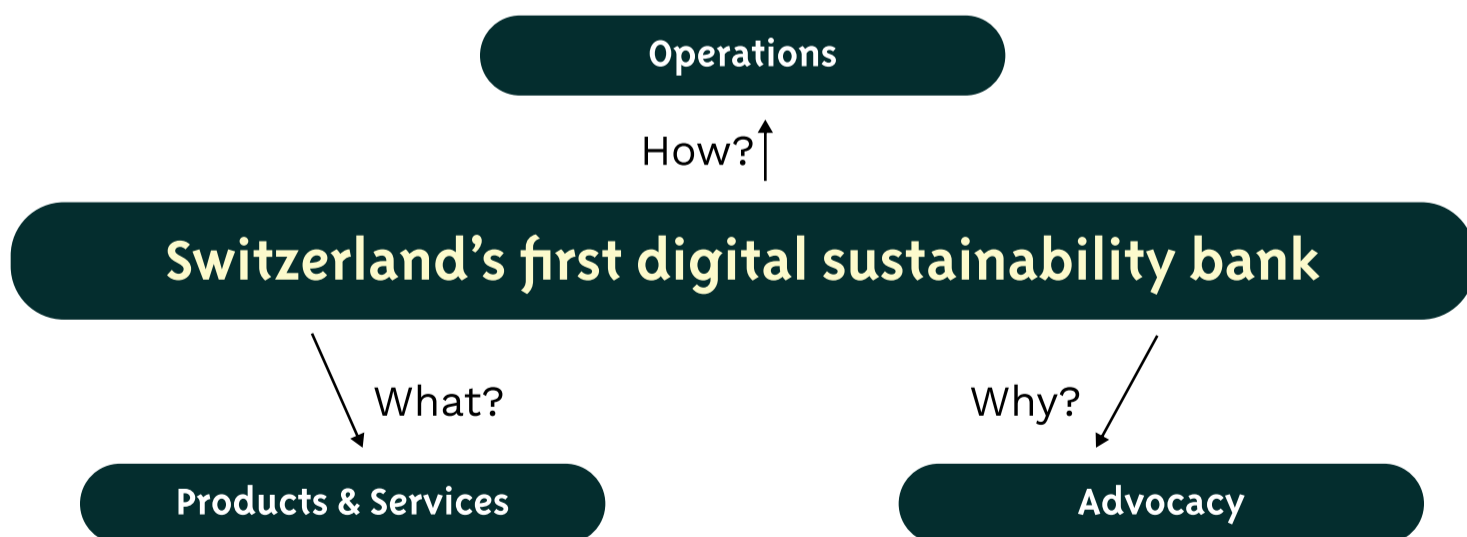 Operations
How?
Switzerland’s first digital sustainability bank
What?
Why?
Products & Services
Advocacy